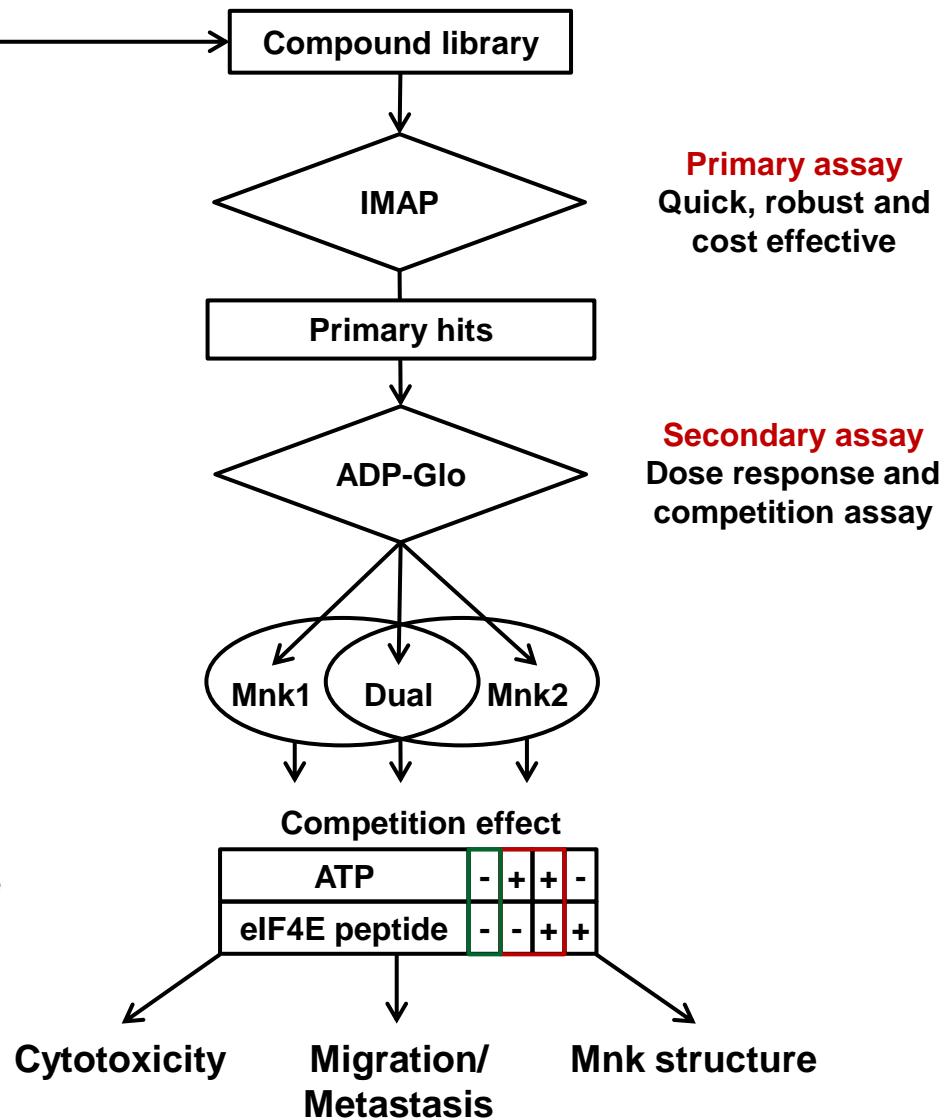 Compound library
IMAP
Primary assay
Quick, robust and
cost effective
Primary hits
ADP-Glo
Secondary assay
Dose response and
competition assay
Mnk1 Dual Mnk2
Competition effect
ATP - + + -
eIF4E peptide - - + +
Cytotoxicity
Migration/
Metastasis
Mnk structure